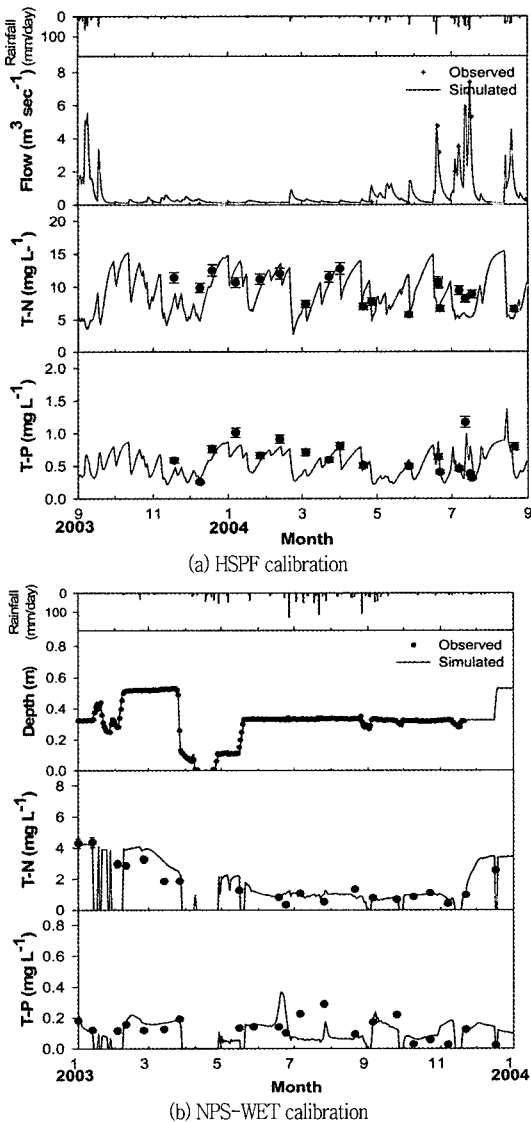 Rainfall (mm/day)
0
100
Flow (m³ sec⁻¹)
8
6
4
2
0
Observed
Simulated
T-N (mg L-)
20
15
10
5
0
T-P (mg L⁻¹)
1.5
1.0
0.5
0.0
9 11 1 3 5 7 9
2003 2004
Month
(a) HSPF calibration
Rainfall (mm/day)
0
100
Depth (m)
0.8
0.6
0.4
0.2
0.0
Observed
Simulated
T-N (mg L⁻¹)
8
6
4
2
0
T-P (mg L⁻¹)
0.8
0.6
0.4
0.2
0.0
1 3 5 7 9 11 1
2003 2004
Month
(b) NPS-WET calibration